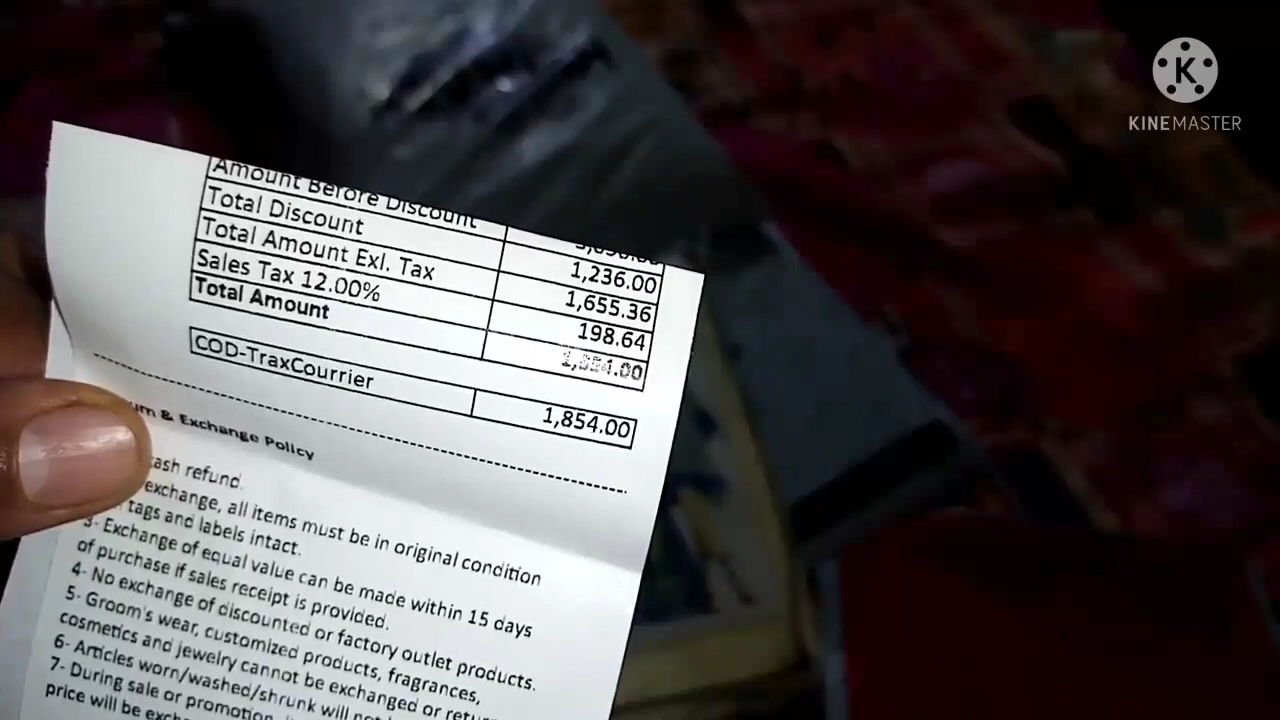 KINEMASTER
Amount Before Discount
Total Discount 1,236.00
Total Amount Exl. Tax 1,655.36
Sales Tax 12.00% 198.64
Total Amount 1,854.00
COD-TraxCourrier 1,854.00
& Exchange Policy
cash refund.
exchange, all items must be in original condition
tags and labels intact.
3- Exchange of equal value can be made within 15 days
of purchase if sales receipt is provided.
4- No exchange of discounted or factory outlet products.
5- Groom's wear, customized products, fragrances,
cosmetics and jewelry cannot be exchanged or
6- Articles worn/washed/shrunk will
7- During sale or promotion,
price will be